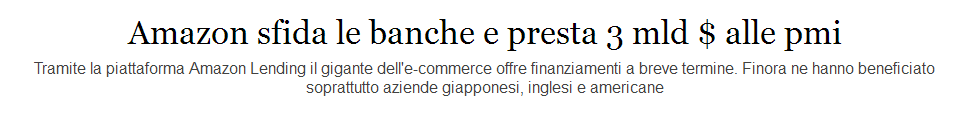 Amazon sfida le banche e presta 3 mld $ alle pmi
Tramite la piattaforma Amazon Lending il gigante dell'e-commerce offre finanziamenti a breve termine. Finora ne hanno beneficiato
soprattutto aziende giapponesi, inglesi e americane